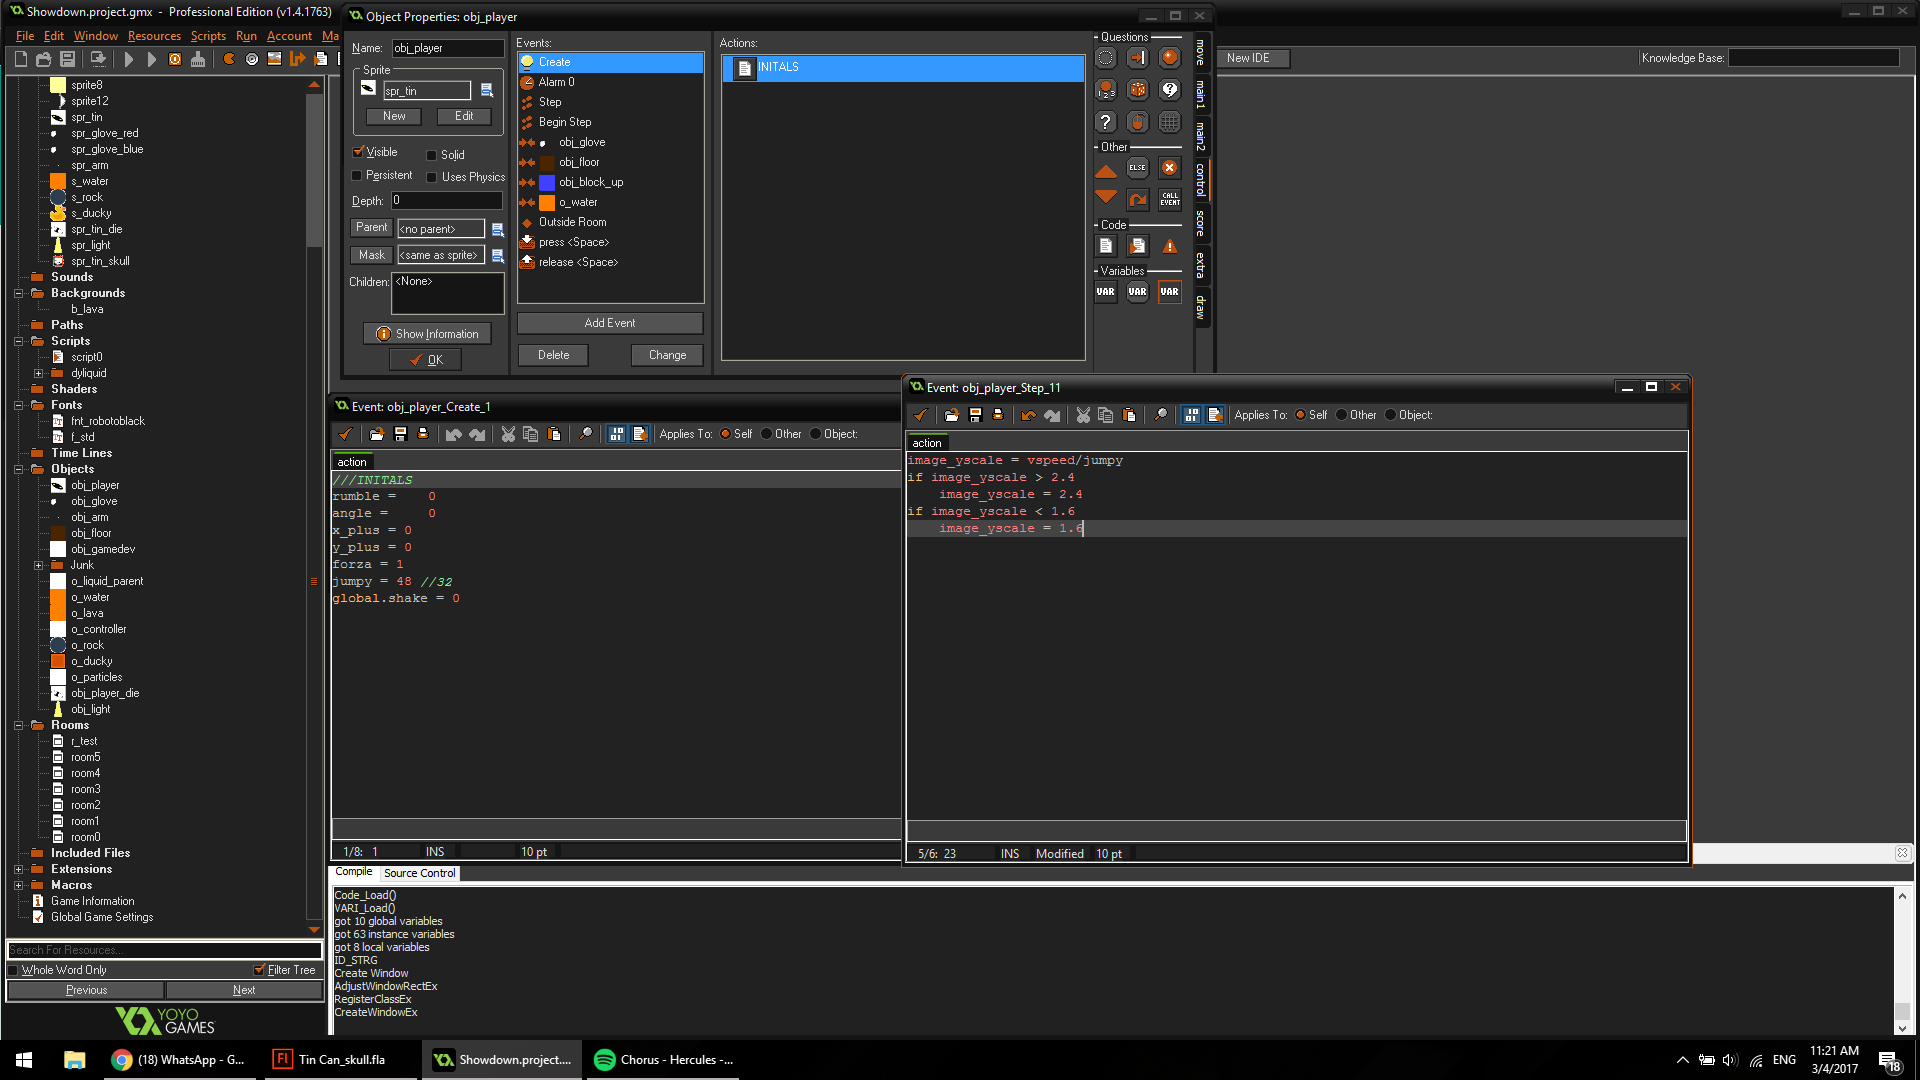 Showdown.project.gmx - Professional Edition (v1.4.1763)
File Edit Window Resources Scripts Run Account Ma
sprite8
sprite12
spr_tin
spr_glove_red
spr_glove_blue
spr_arm
s_water
s_rock
s_ducky
spr_tin_die
spr_light
spr_tin_skull
Sounds
Backgrounds
b_lava
Paths
Scripts
script0
dyliquid
Shaders
Fonts
fnt_robotoblack
f_std
Time Lines
Objects
obj_player
obj_glove
obj_arm
obj_floor
obj_gamedev
Junk
o_liquid_parent
o_water
o_lava
o_controller
o_rock
o_ducky
o_particles
obj_player_die
obj_light
Rooms
r_test
room5
room4
room3
room2
room1
room0
Included Files
Extensions
Macros
Game Information
Global Game Settings
Search For Resources...
Whole Word Only Filter Tree
Previous Next
YOYO GAMES
Object Properties: obj_player
Name: obj_player
Sprite
spr_tin
New Edit
Visible Solid
Persistent Uses Physics
Depth: 0
Parent <no parent>
Mask <same as sprite>
Children: <None>
Show Information
OK
Events:
Create
Alarm 0
Step
Begin Step
obj_glove
obj_floor
obj_block_up
o_water
Outside Room
press <Space>
release <Space>
Add Event
Delete Change
Actions:
INITALS
Questions
Other
ELSE
CALL EVENT
Code
Variables
VAR VAR VAR
move
main1
main2
control
score
extra
draw
New IDE
Knowledge Base:
Event: obj_player_Create_1
Applies To: Self Other Object:
action
///INITALS
rumble = 0
angle = 0
x_plus = 0
y_plus = 0
forza = 1
jumpy = 48 //32
global.shake = 0
1/8: 1 INS 10 pt
Event: obj_player_Step_11
Applies To: Self Other Object:
action
image_yscale = vspeed/jumpy
if image_yscale > 2.4
image_yscale = 2.4
if image_yscale < 1.6
image_yscale = 1.6
5/6: 23 INS Modified 10 pt
Compile Source Control
Code_Load()
VARI_Load()
got 10 global variables
got 63 instance variables
got 8 local variables
ID_STRG
Create Window
AdjustWindowRectEx
RegisterClassEx
CreateWindowEx
(18) WhatsApp - G...
Tin Can_skull.fla
Showdown.project....
Chorus - Hercules -...
ENG
11:21 AM
3/4/2017
18